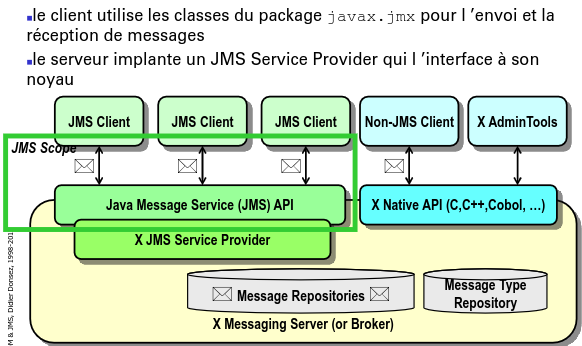 le client utilise les classes du package javax.jmx pour l ’envoi et la
réception de messages
le serveur implante un JMS Service Provider qui l ’interface à son
noyau
JMS Client JMS Client JMS Client Non-JMS Client X AdminTools
JMS Scope
Java Message Service (JMS) API X Native API (C,C++,Cobol, ...)
X JMS Service Provider
Message Repositories Message Type
Repository
X Messaging Server (or Broker)
M & JMS, Didier Donsez, 1998-201